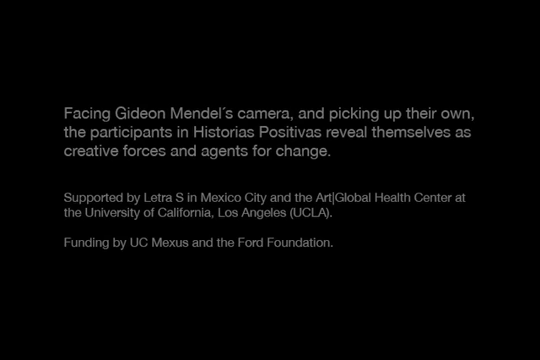 Facing Gideon Mendel´s camera, and picking up their own,
the participants in Historias Positivas reveal themselves as
creative forces and agents for change.
Supported by Letra S in Mexico City and the Art|Global Health Center at
the University of California, Los Angeles (UCLA).
Funding by UC Mexus and the Ford Foundation.